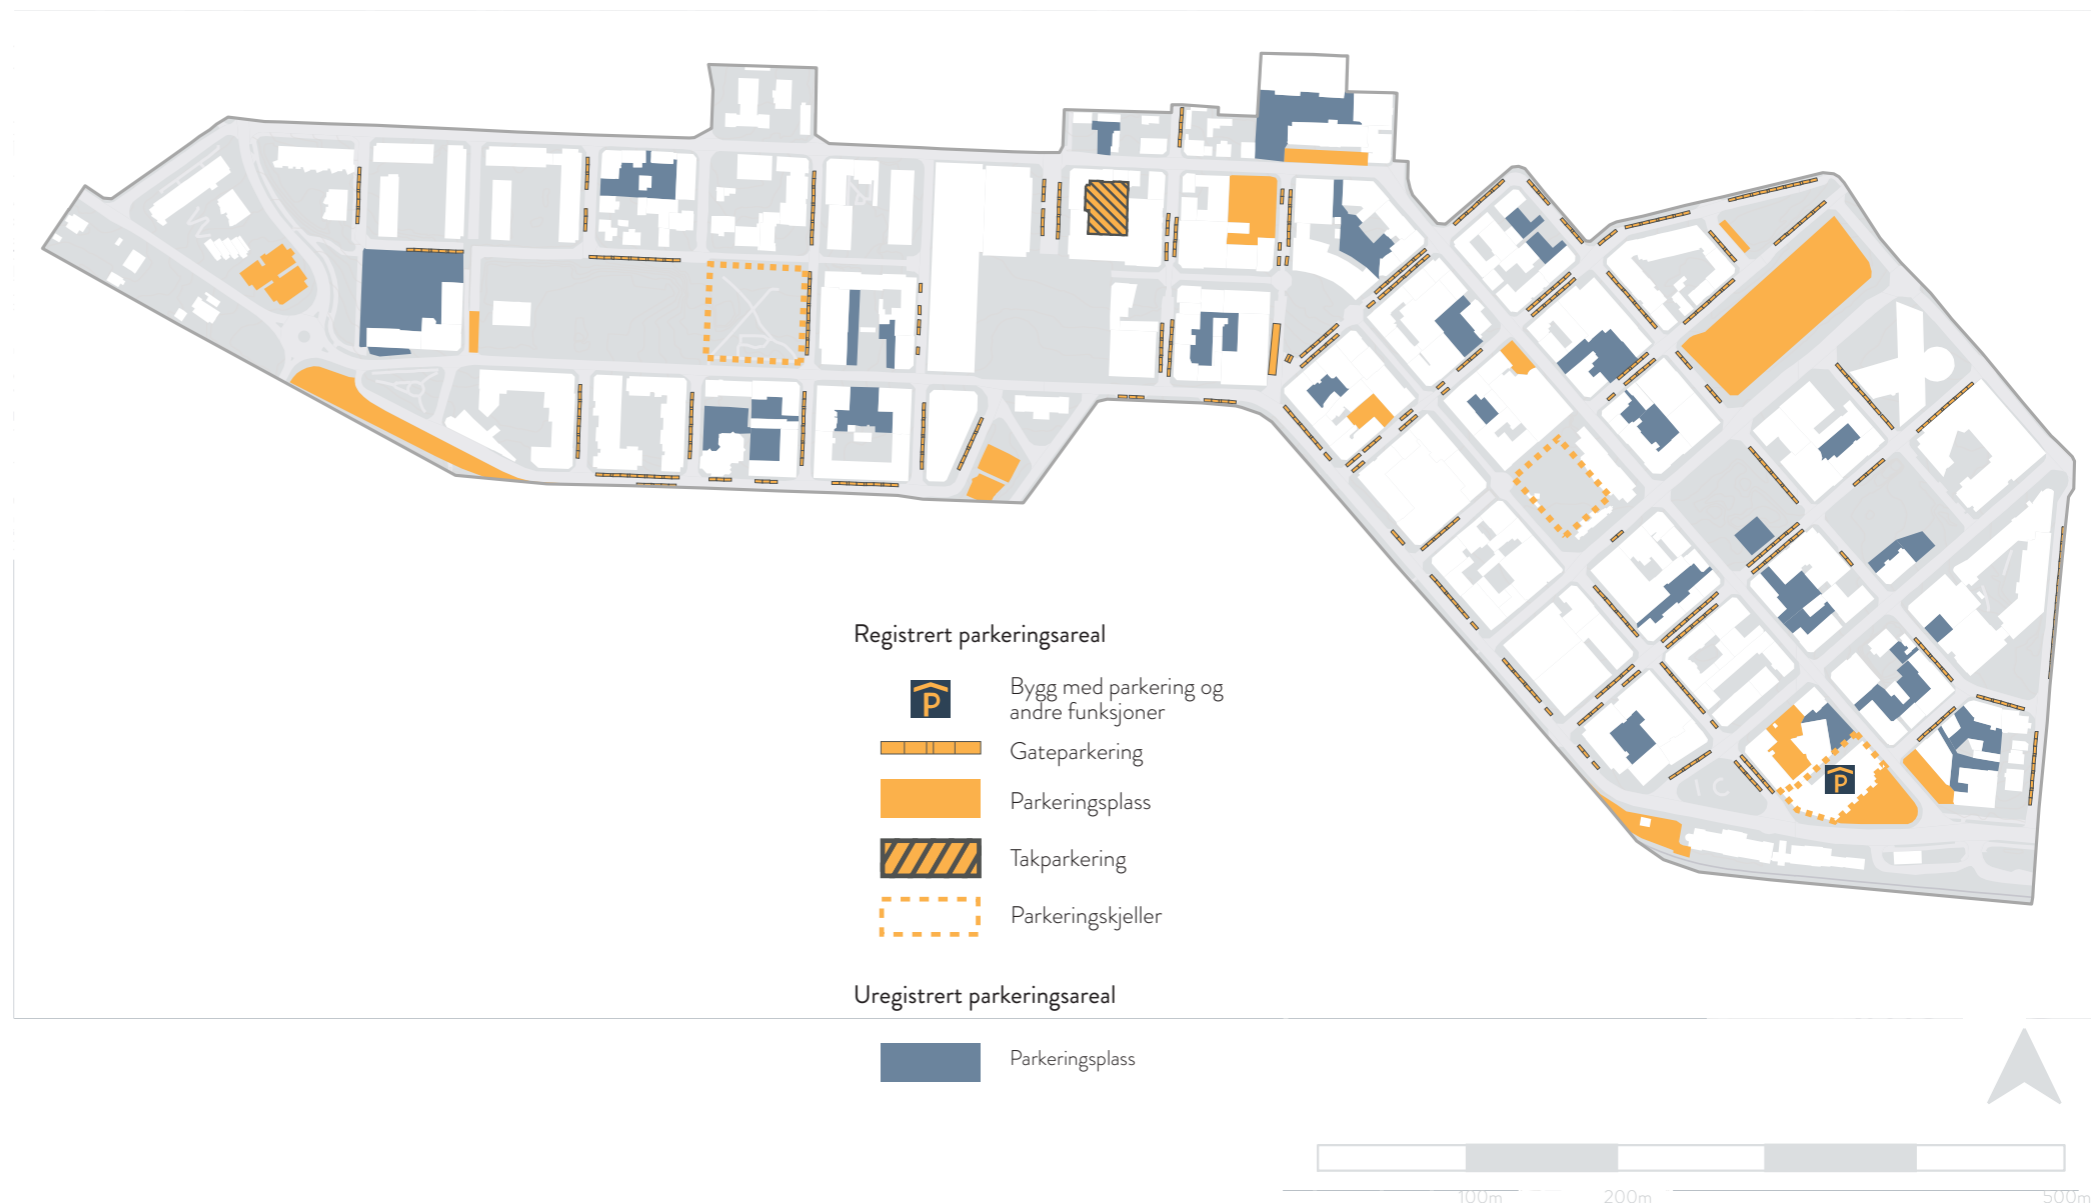 P
Registrert parkeringsareal
P
Bygg med parkering og
andre funksjoner
Gateparkering
Parkeringsplass
Takparkering
Parkeringskjeller
Uregistrert parkeringsareal
Parkeringsplass
100m
200m
500m